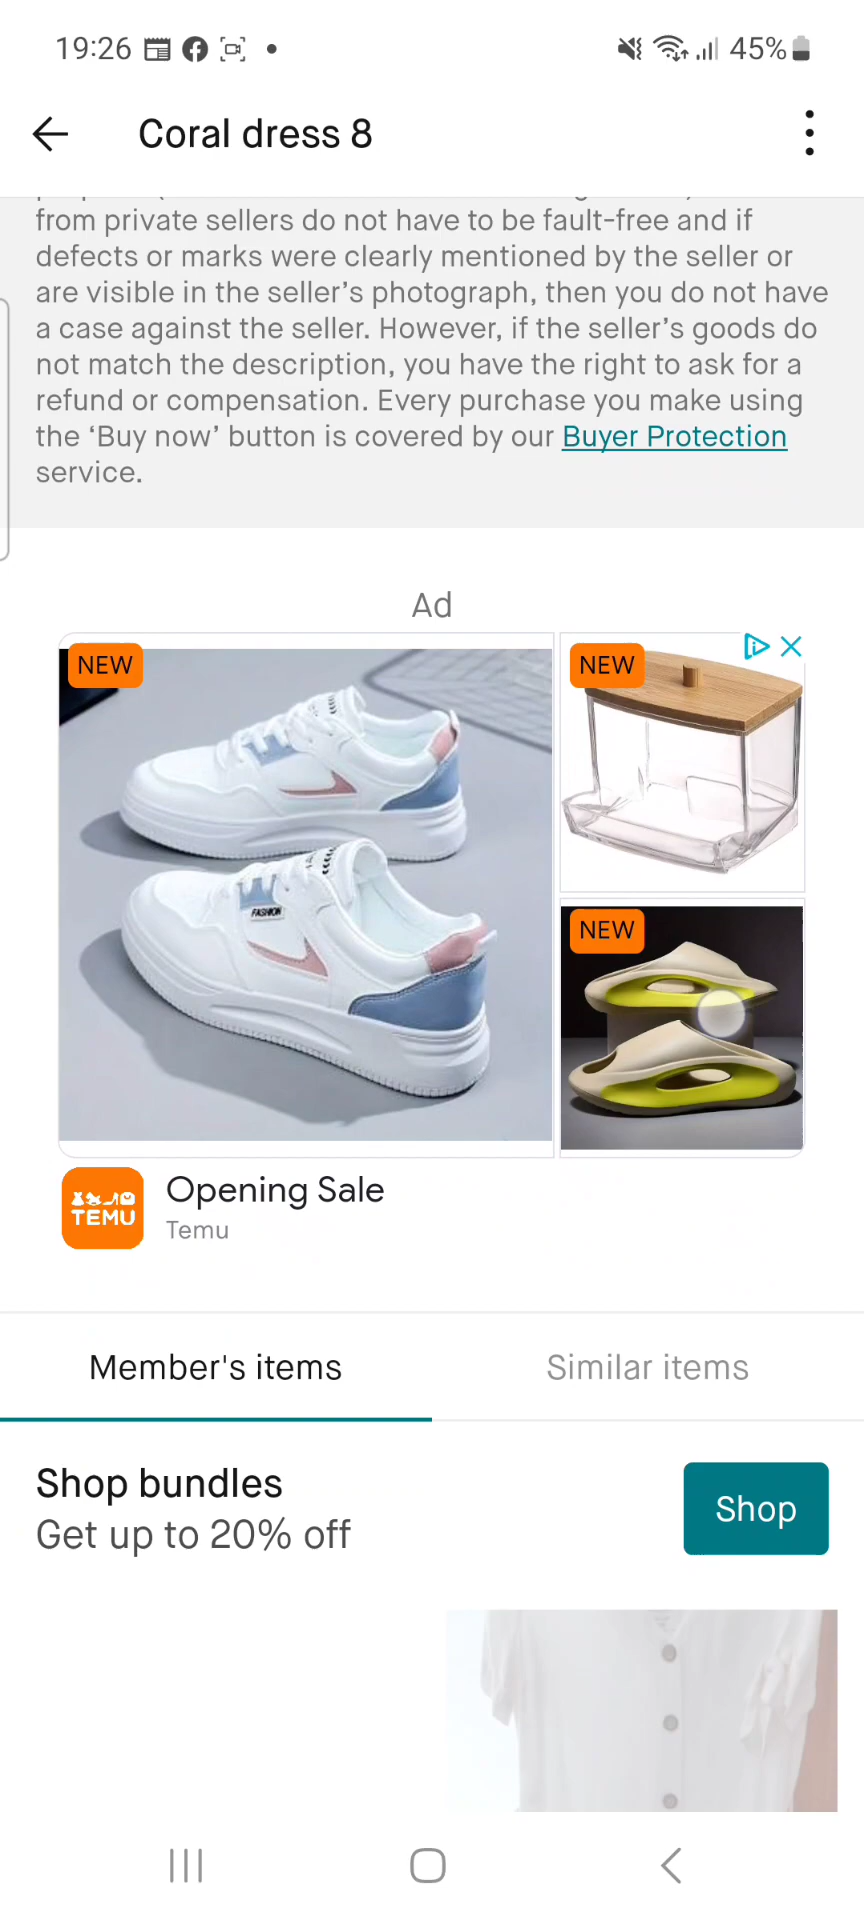 19:26
45%
Coral dress 8
from private sellers do not have to be fault-free and if
defects or marks were clearly mentioned by the seller or
are visible in the seller's photograph, then you do not have
a case against the seller. However, if the seller's goods do
not match the description, you have the right to ask for a
refund or compensation. Every purchase you make using
the ‘Buy now’ button is covered by our Buyer Protection
service.
Ad
NEW
NEW
FASHION
NEW
TEMU
Opening Sale
Temu
Member's items
Similar items
Shop bundles
Get up to 20% off
Shop